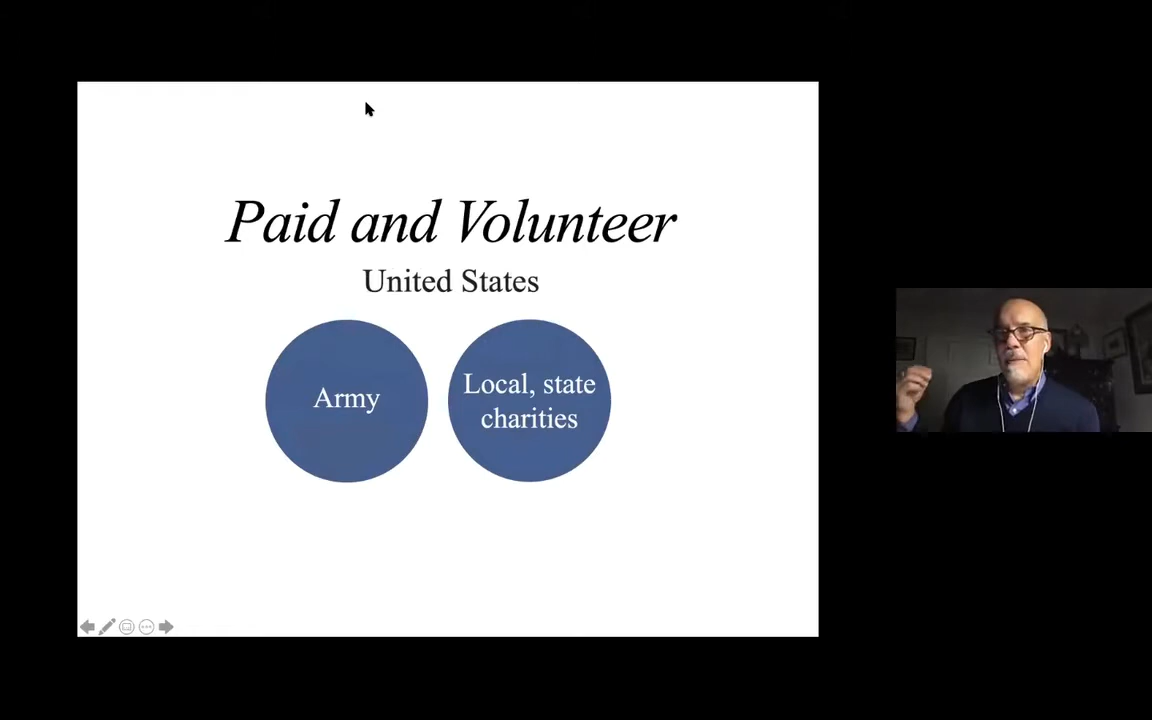 Paid and Volunteer
United States
Army
Local, state
charities